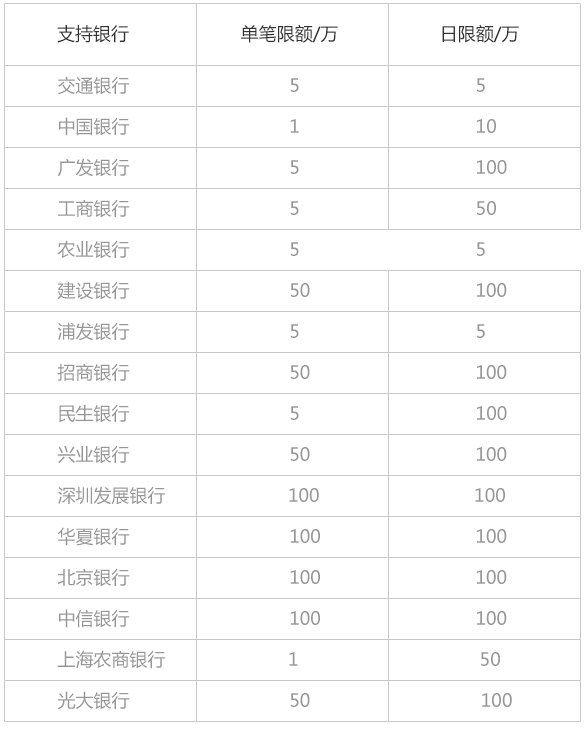 支持银行 单笔限额/万 日限额/万
交通银行 5 5
中国银行 1 10
广发银行 5 100
工商银行 5 50
农业银行 5 5
建设银行 50 100
浦发银行 5 5
招商银行 50 100
民生银行 5 100
兴业银行 50 100
深圳发展银行 100 100
华夏银行 100 100
北京银行 100 100
中信银行 100 100
上海农商银行 1 50
光大银行 50 100